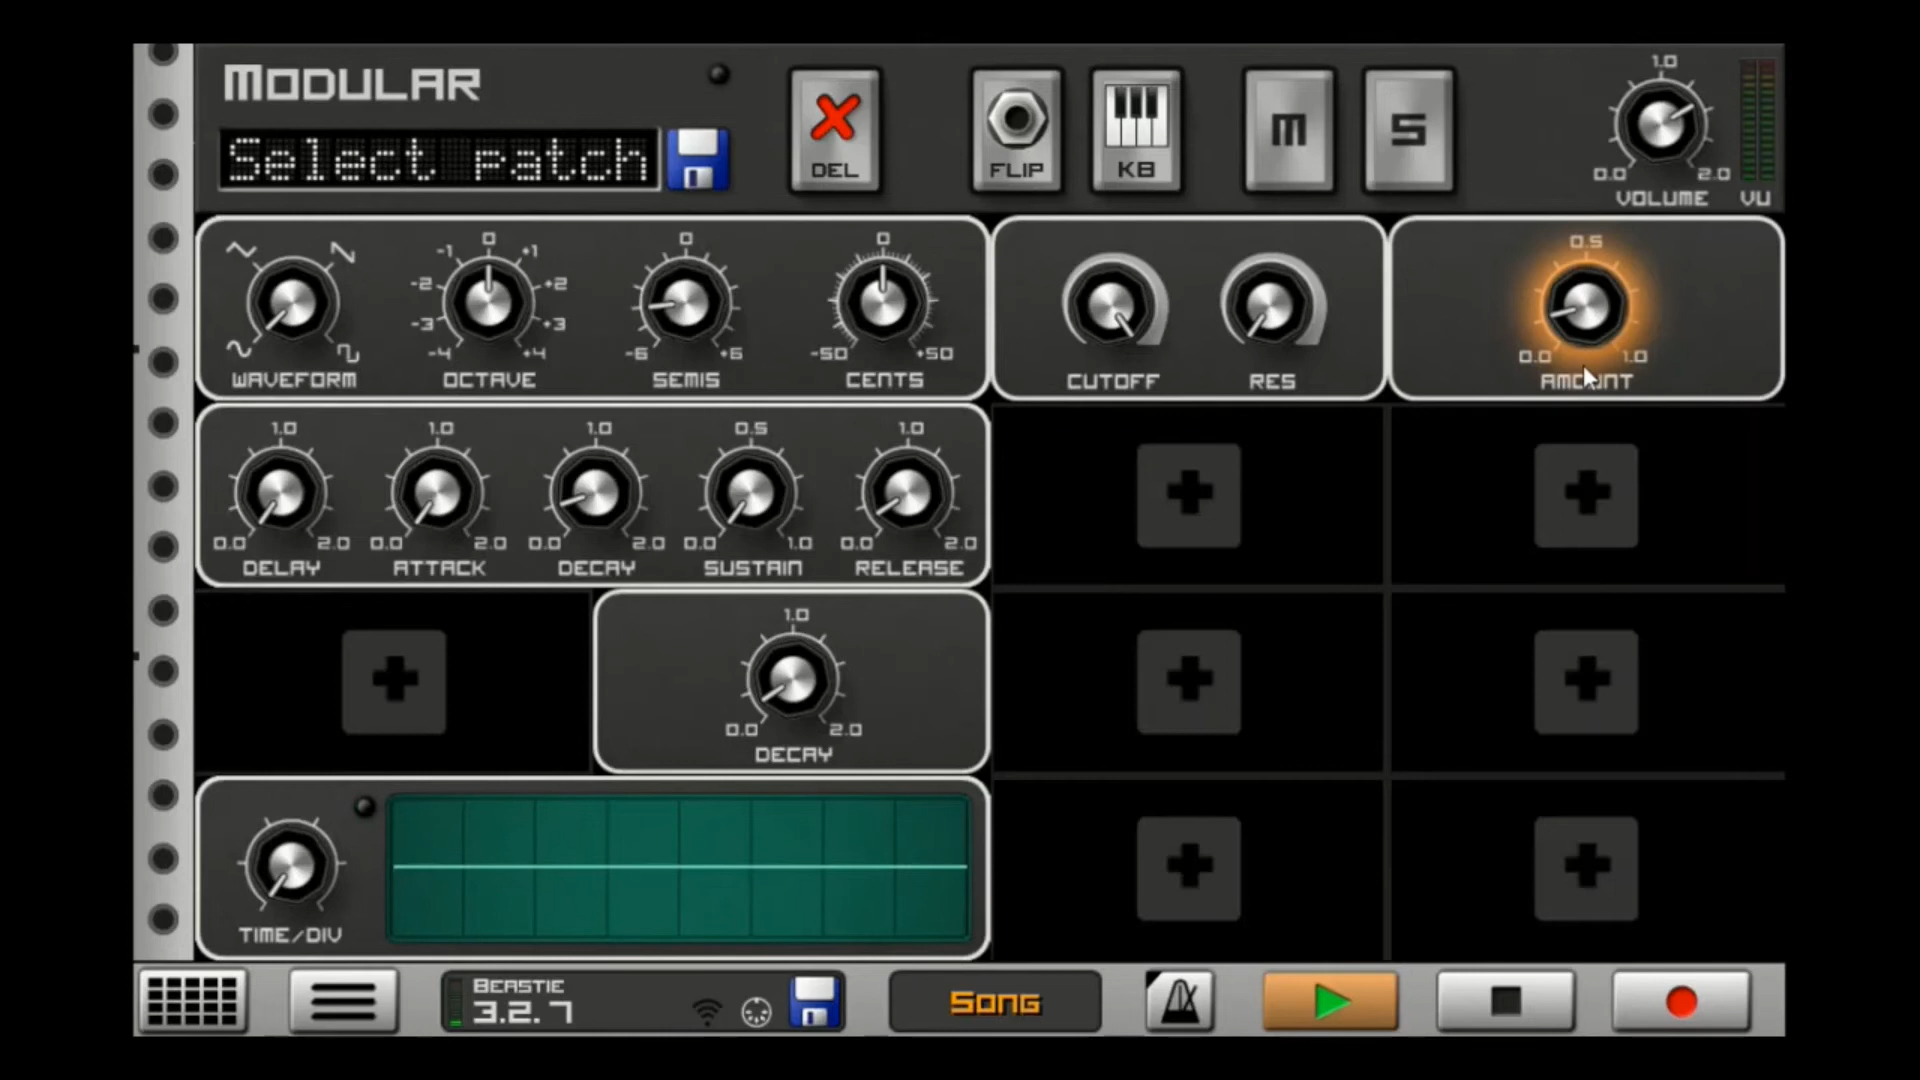 MODULAR
Select patch
DEL
FLIP
KB
M
S
1.0
0.0 2.0
VOLUME VU
-4 -3 -2 -1 0 +1 +2 +3 +4
0
-6 +6
0
-50 +50
0.5
0.0 1.0
WAVEFORM OCTAVE SEMIS CENTS
CUTOFF RES
AMOUNT
1.0 1.0 1.0 0.5 1.0
0.0 2.0 0.0 2.0 0.0 2.0 0.0 1.0 0.0 2.0
DELAY ATTACK DECAY SUSTAIN RELEASE
1.0
0.0 2.0
DECAY
TIME/DIV
BEASTIE
3.2.7
Song